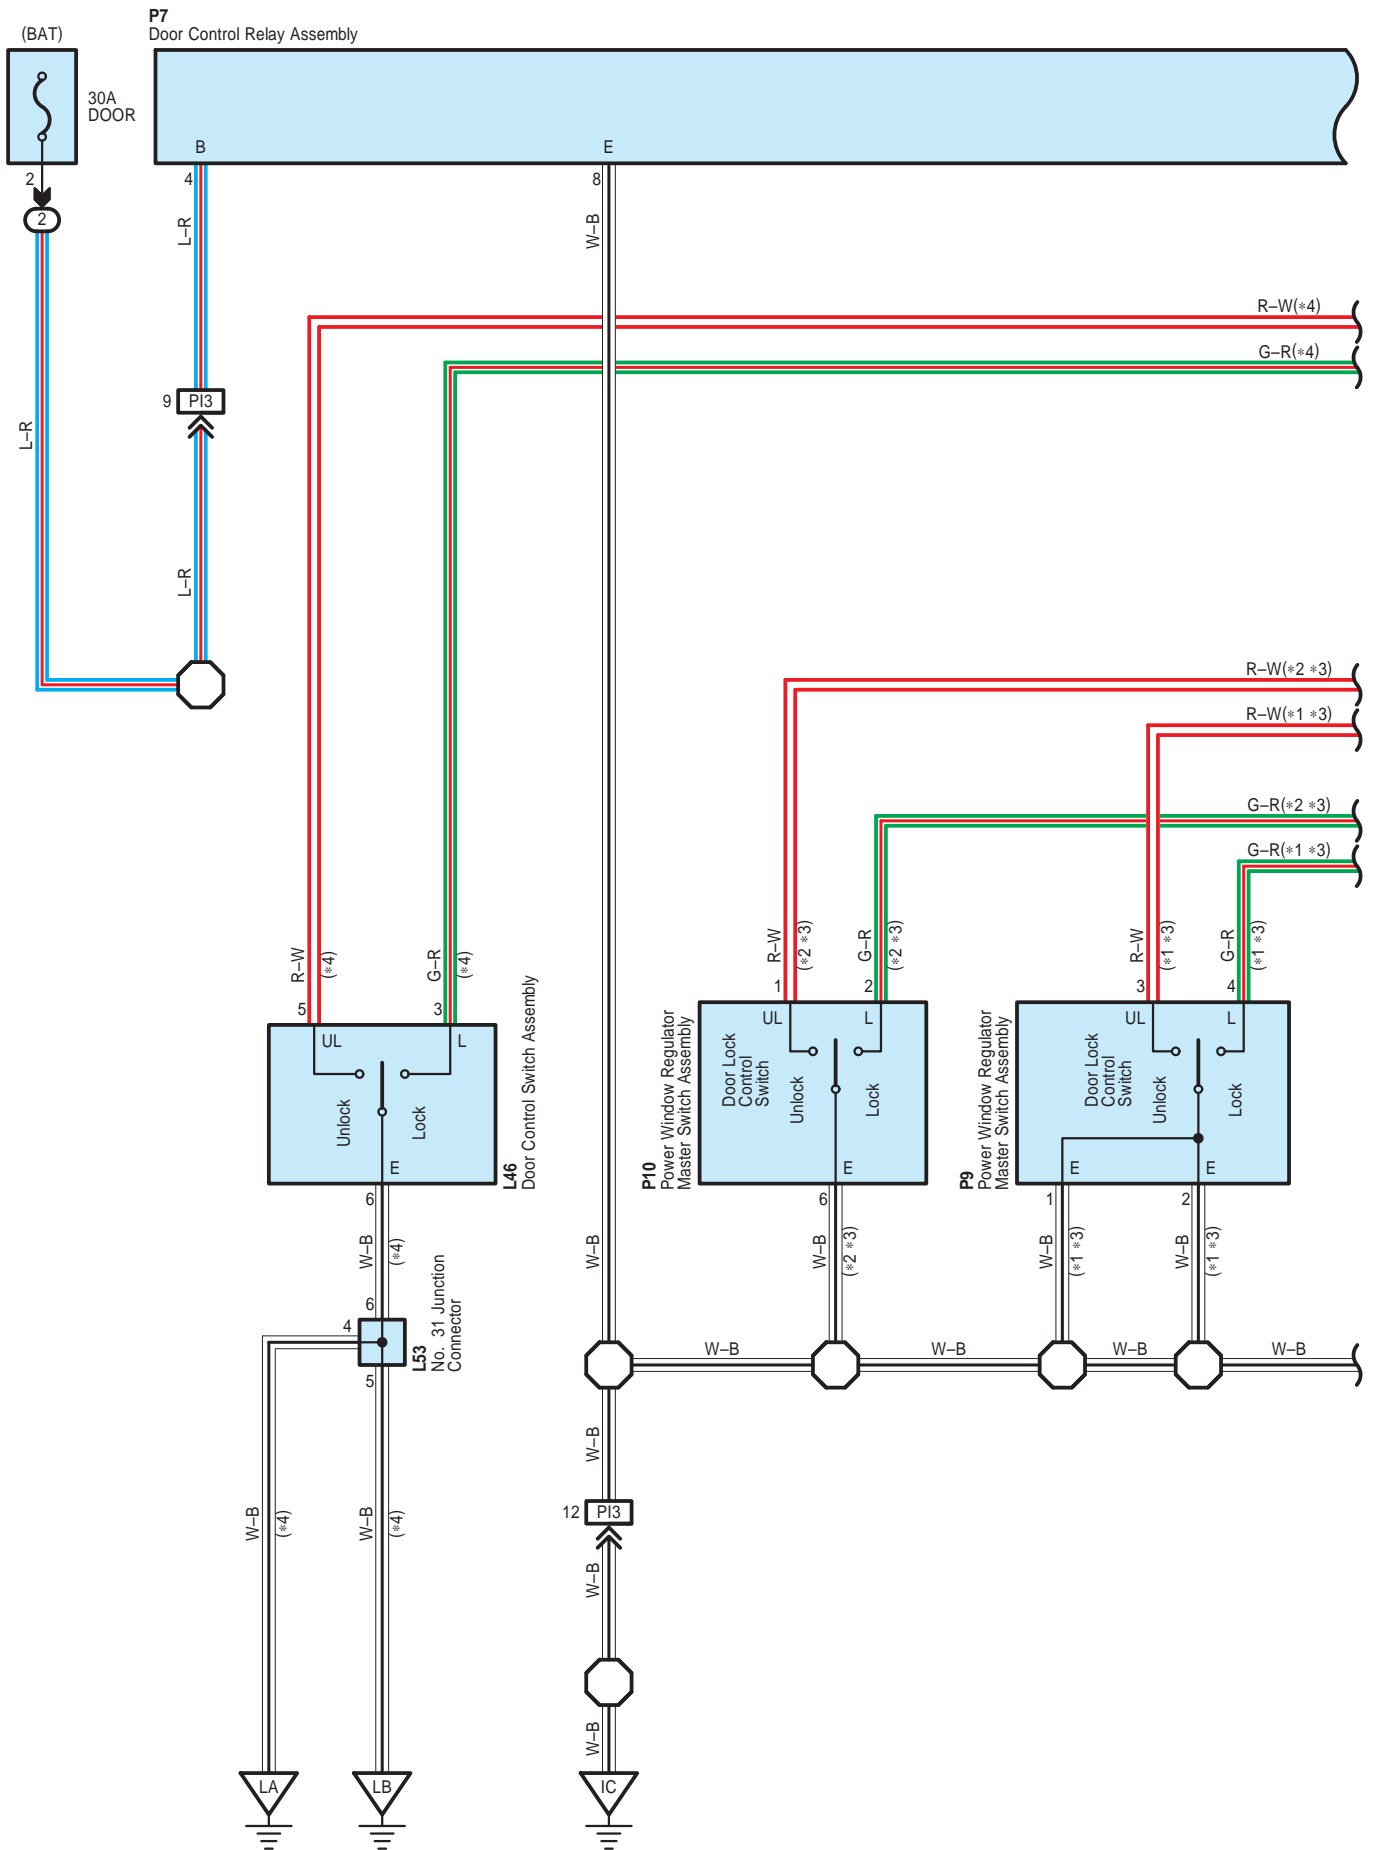 (BAT)
P7
Door Control Relay Assembly
30A
DOOR
B
E
2
4
8
2
L–R
W–B
R–W(*4)
G–R(*4)
9
PI3
L–R
L–R
R–W(*2 *3)
R–W(*1 *3)
G–R(*2 *3)
G–R(*1 *3)
R–W
(*4)
G–R
(*4)
R–W
(*2 *3)
G–R
(*2 *3)
R–W
(*1 *3)
G–R
(*1 *3)
5
3
1
2
3
4
UL
L
Unlock
Lock
E
L46
Door Control Switch Assembly
UL
L
Door Lock
Control
Switch
Unlock
Lock
E
P10
Power Window Regulator
Master Switch Assembly
UL
L
Door Lock
Control
Switch
Unlock
Lock
E
E
P9
Power Window Regulator
Master Switch Assembly
6
6
1
2
W–B
(*4)
W–B
W–B
(*2 *3)
W–B
(*1 *3)
W–B
(*1 *3)
6
4
5
L53
No. 31 Junction
Connector
W–B
W–B
W–B
W–B
W–B
12
PI3
W–B
(*4)
W–B
(*4)
W–B
W–B
LA
LB
IC